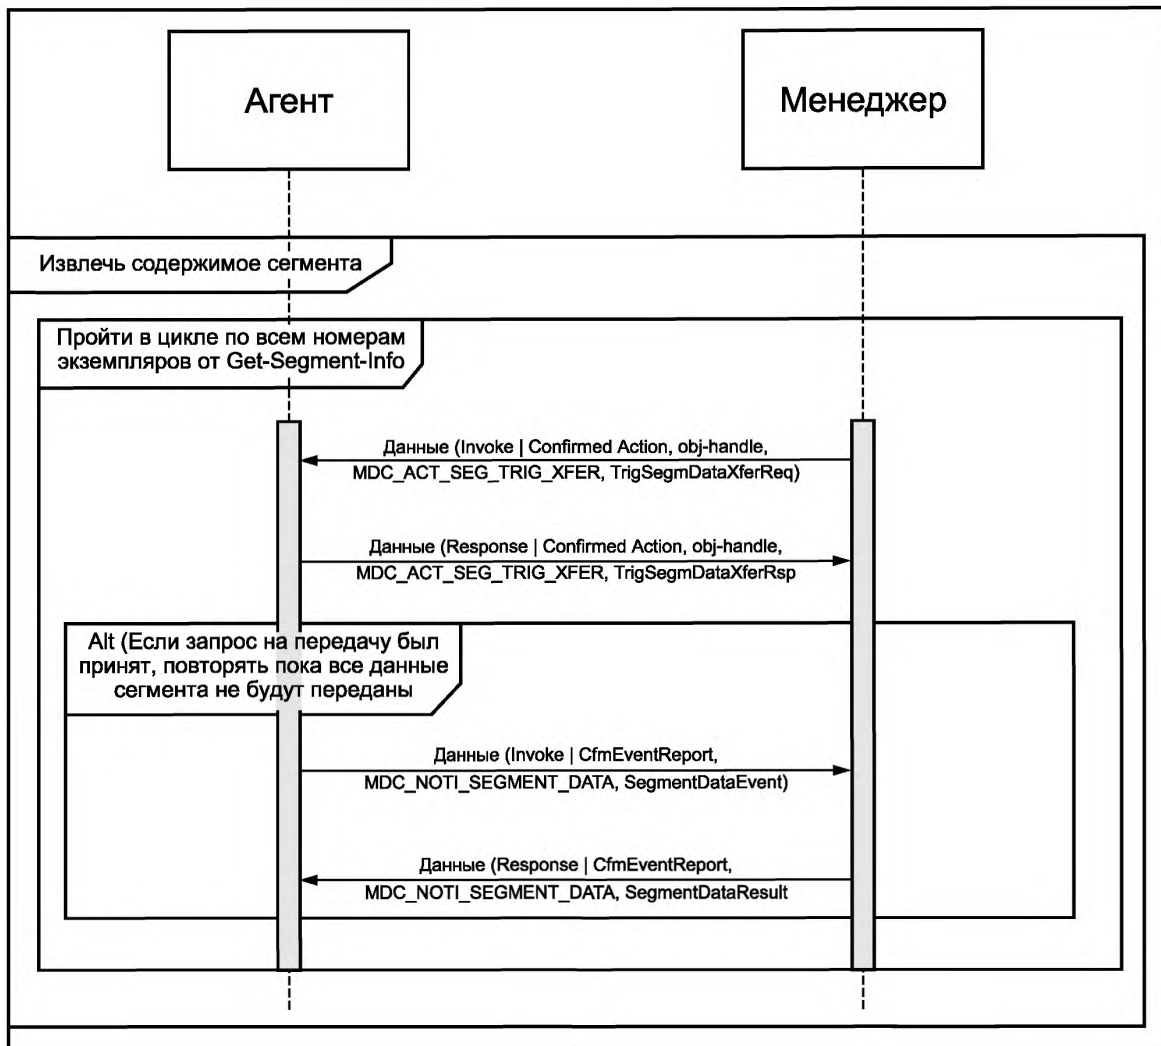 Агент
Менеджер
Извлечь содержимое сегмента
Пройти в цикле по всем номерам
экземпляров от Get-Segment-Info
Данные (Invoke | Confirmed Action, obj-handle,
MDC_ACT_SEG_TRIG_XFER, TrigSegmDataXferReq)
Данные (Response | Confirmed Action, obj-handle,
MDC_ACT_SEG_TRIG_XFER, TrigSegmDataXferRsp
Alt (Если запрос на передачу был
принят, повторять пока все данные
сегмента не будут переданы
Данные (Invoke | CfmEventReport,
MDC_NOTI_SEGMENT_DATA, SegmentDataEvent)
Данные (Response | CfmEventReport,
MDC_NOTI_SEGMENT_DATA, SegmentDataResult